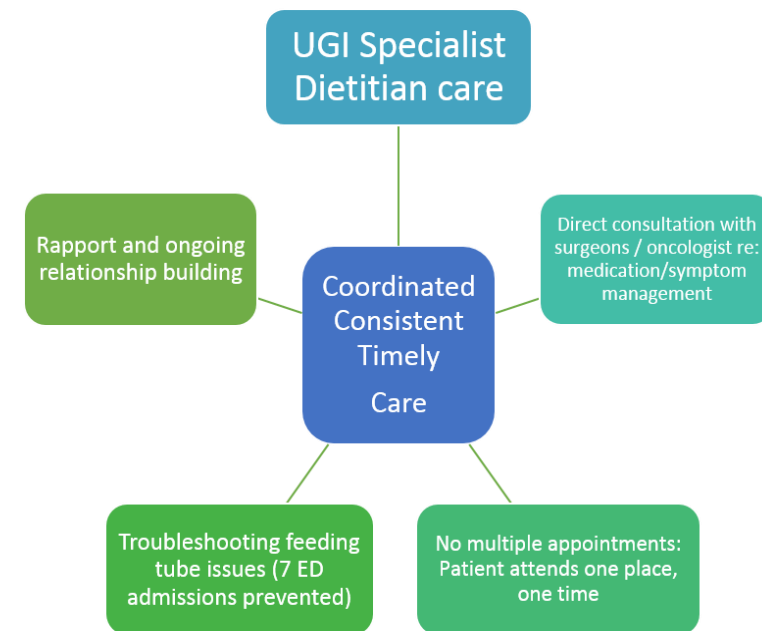 UGI Specialist
Dietitian care
Rapport and ongoing
relationship building
Direct consultation with
surgeons / oncologist re:
medication/symptom
management
Coordinated
Consistent
Timely
Care
Troubleshooting feeding
tube issues (7 ED
admissions prevented)
No multiple appointments:
Patient attends one place,
one time